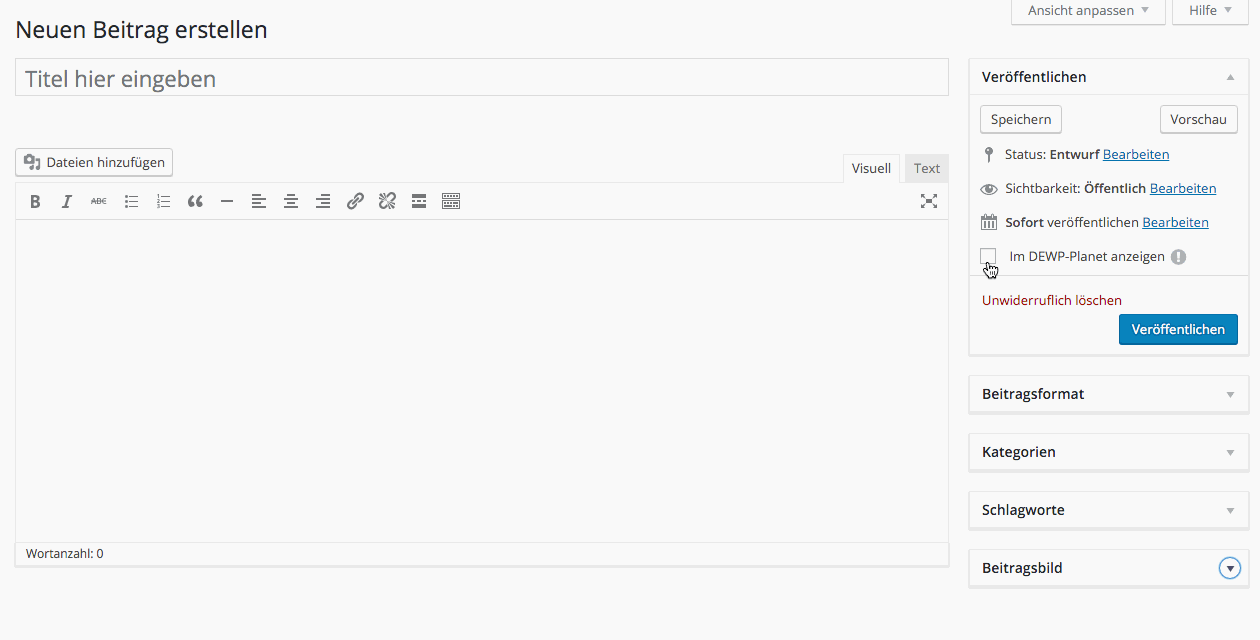 Ansicht anpassen
Hilfe
Neuen Beitrag erstellen
Titel hier eingeben
Dateien hinzufügen
Visuell
Text
B I ABC
Wortanzahl: 0
Veröffentlichen
Speichern
Vorschau
Status: Entwurf Bearbeiten
Sichtbarkeit: Öffentlich Bearbeiten
Sofort veröffentlichen Bearbeiten
Im DEWP-Planet anzeigen
Unwiderruflich löschen
Veröffentlichen
Beitragsformat
Kategorien
Schlagworte
Beitragsbild